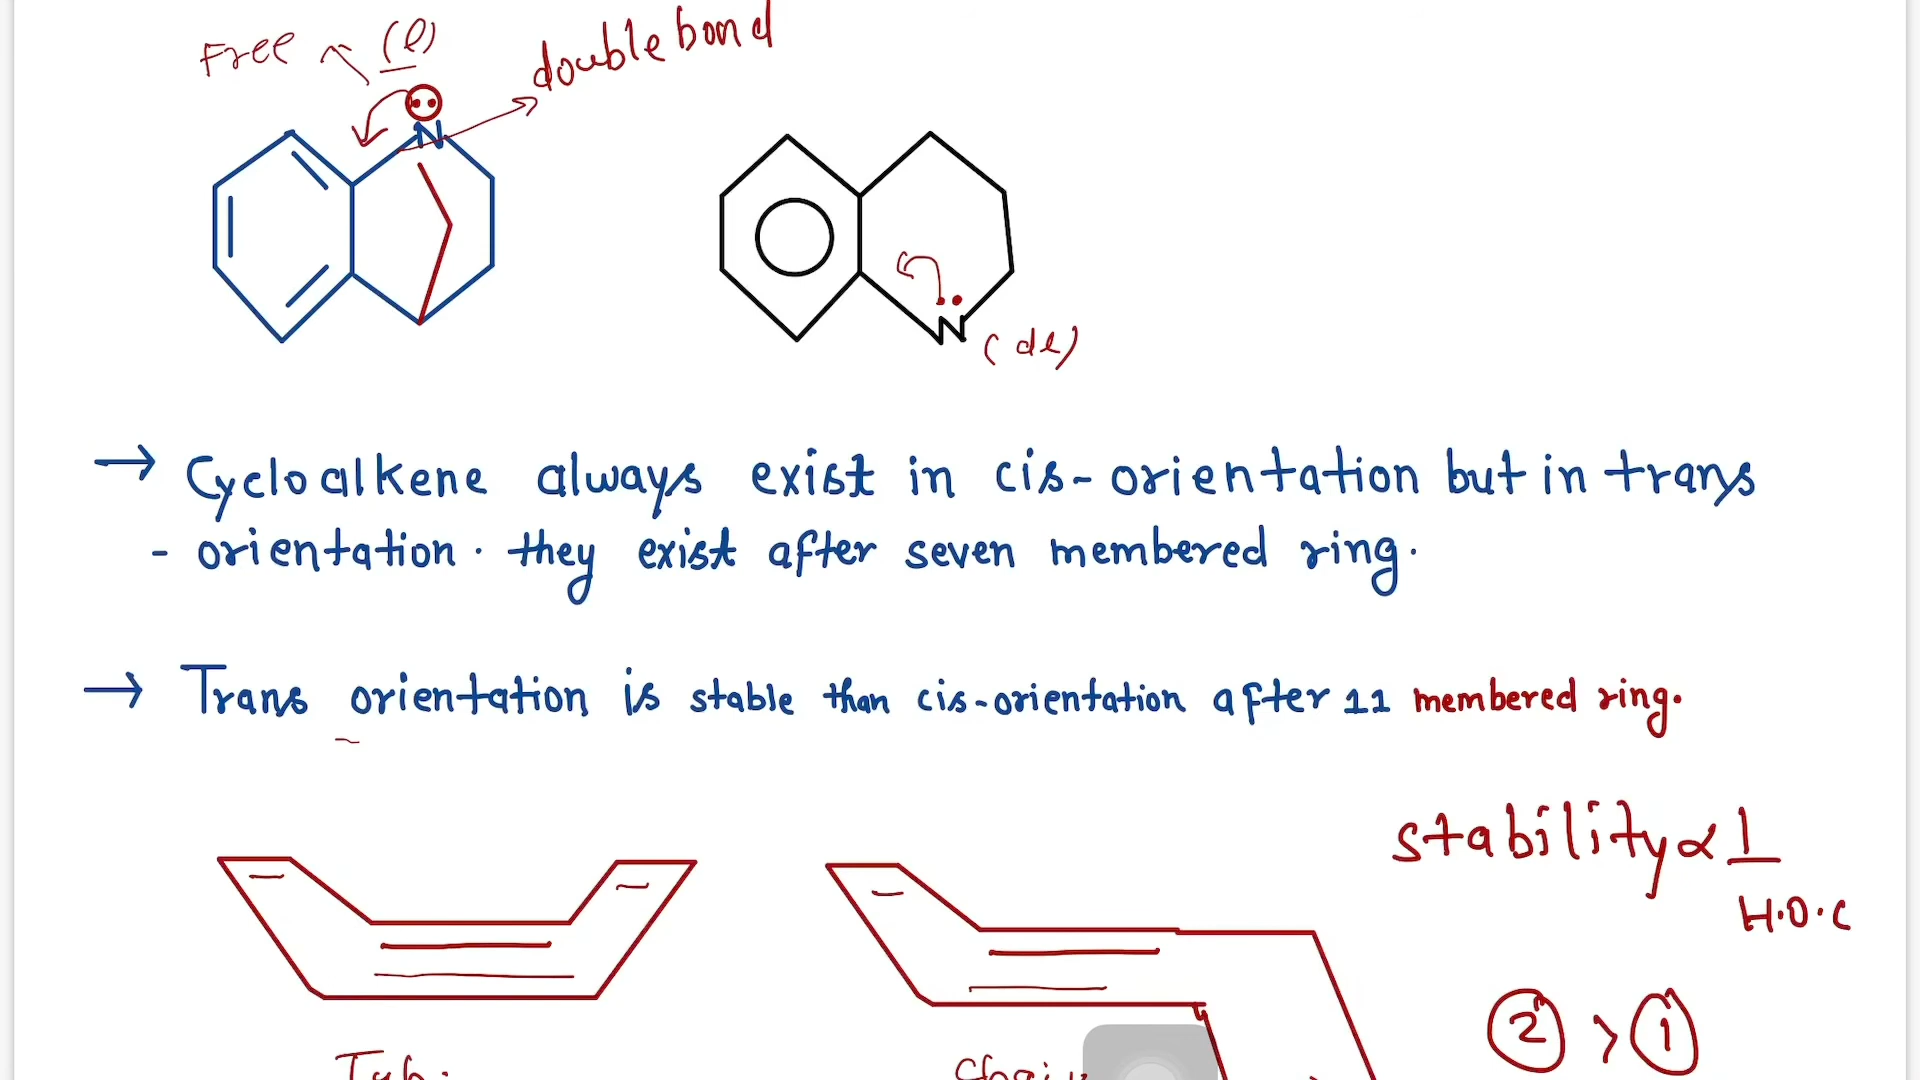 Free (l) double bond
N
N (dl)
→ Cycloalkene always exist in cis-orientation but in trans
- orientation. they exist after seven membered ring.
→ Trans orientation is stable than cis-orientation after 11 membered ring.
stability ∝ 1
H.O.C
2 > 1
Tub.